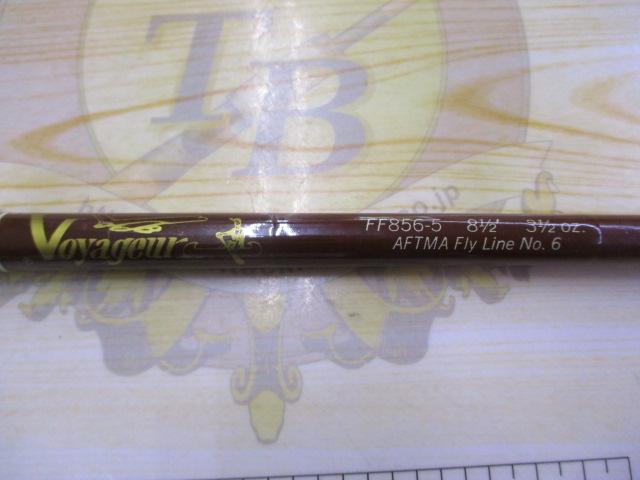 TB
Voyageur
FF856-5 8½' 3½ oz.
AFTMA Fly Line No. 6